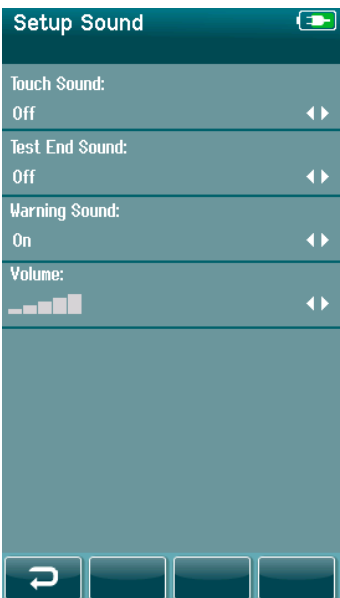 Setup Sound
Touch Sound:
Off
Test End Sound:
Off
Warning Sound:
On
Volume: